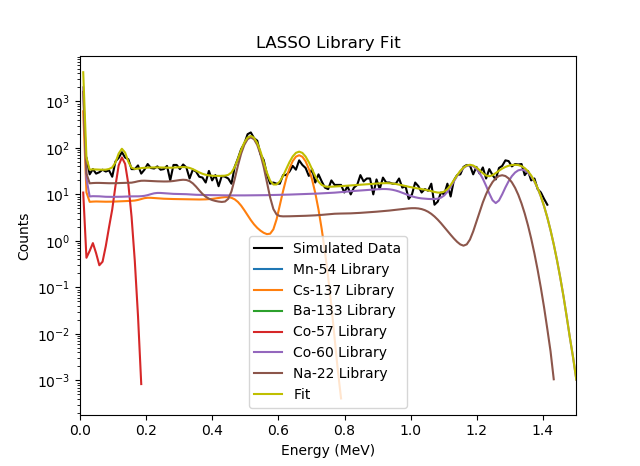 LASSO Library Fit
Counts
10³
10²
10¹
10⁰
10⁻¹
10⁻²
10⁻³
Simulated Data
Mn-54 Library
Cs-137 Library
Ba-133 Library
Co-57 Library
Co-60 Library
Na-22 Library
Fit
0.0 0.2 0.4 0.6 0.8 1.0 1.2 1.4
Energy (MeV)